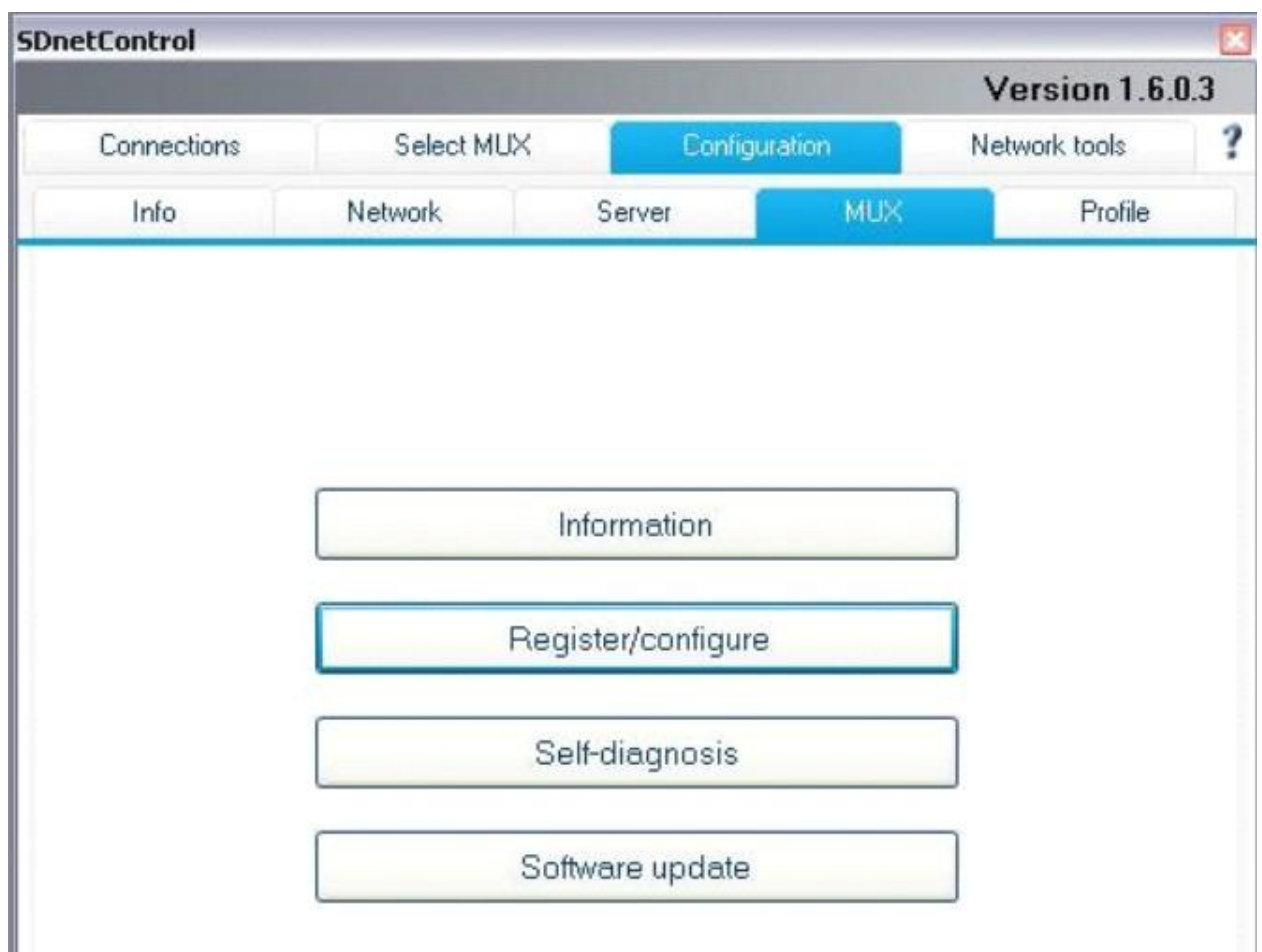 SDnetControl
Version 1.6.0.3
Connections Select MUX Configuration Network tools ?
Info Network Server MUX Profile
Information
Register/configure
Self-diagnosis
Software update